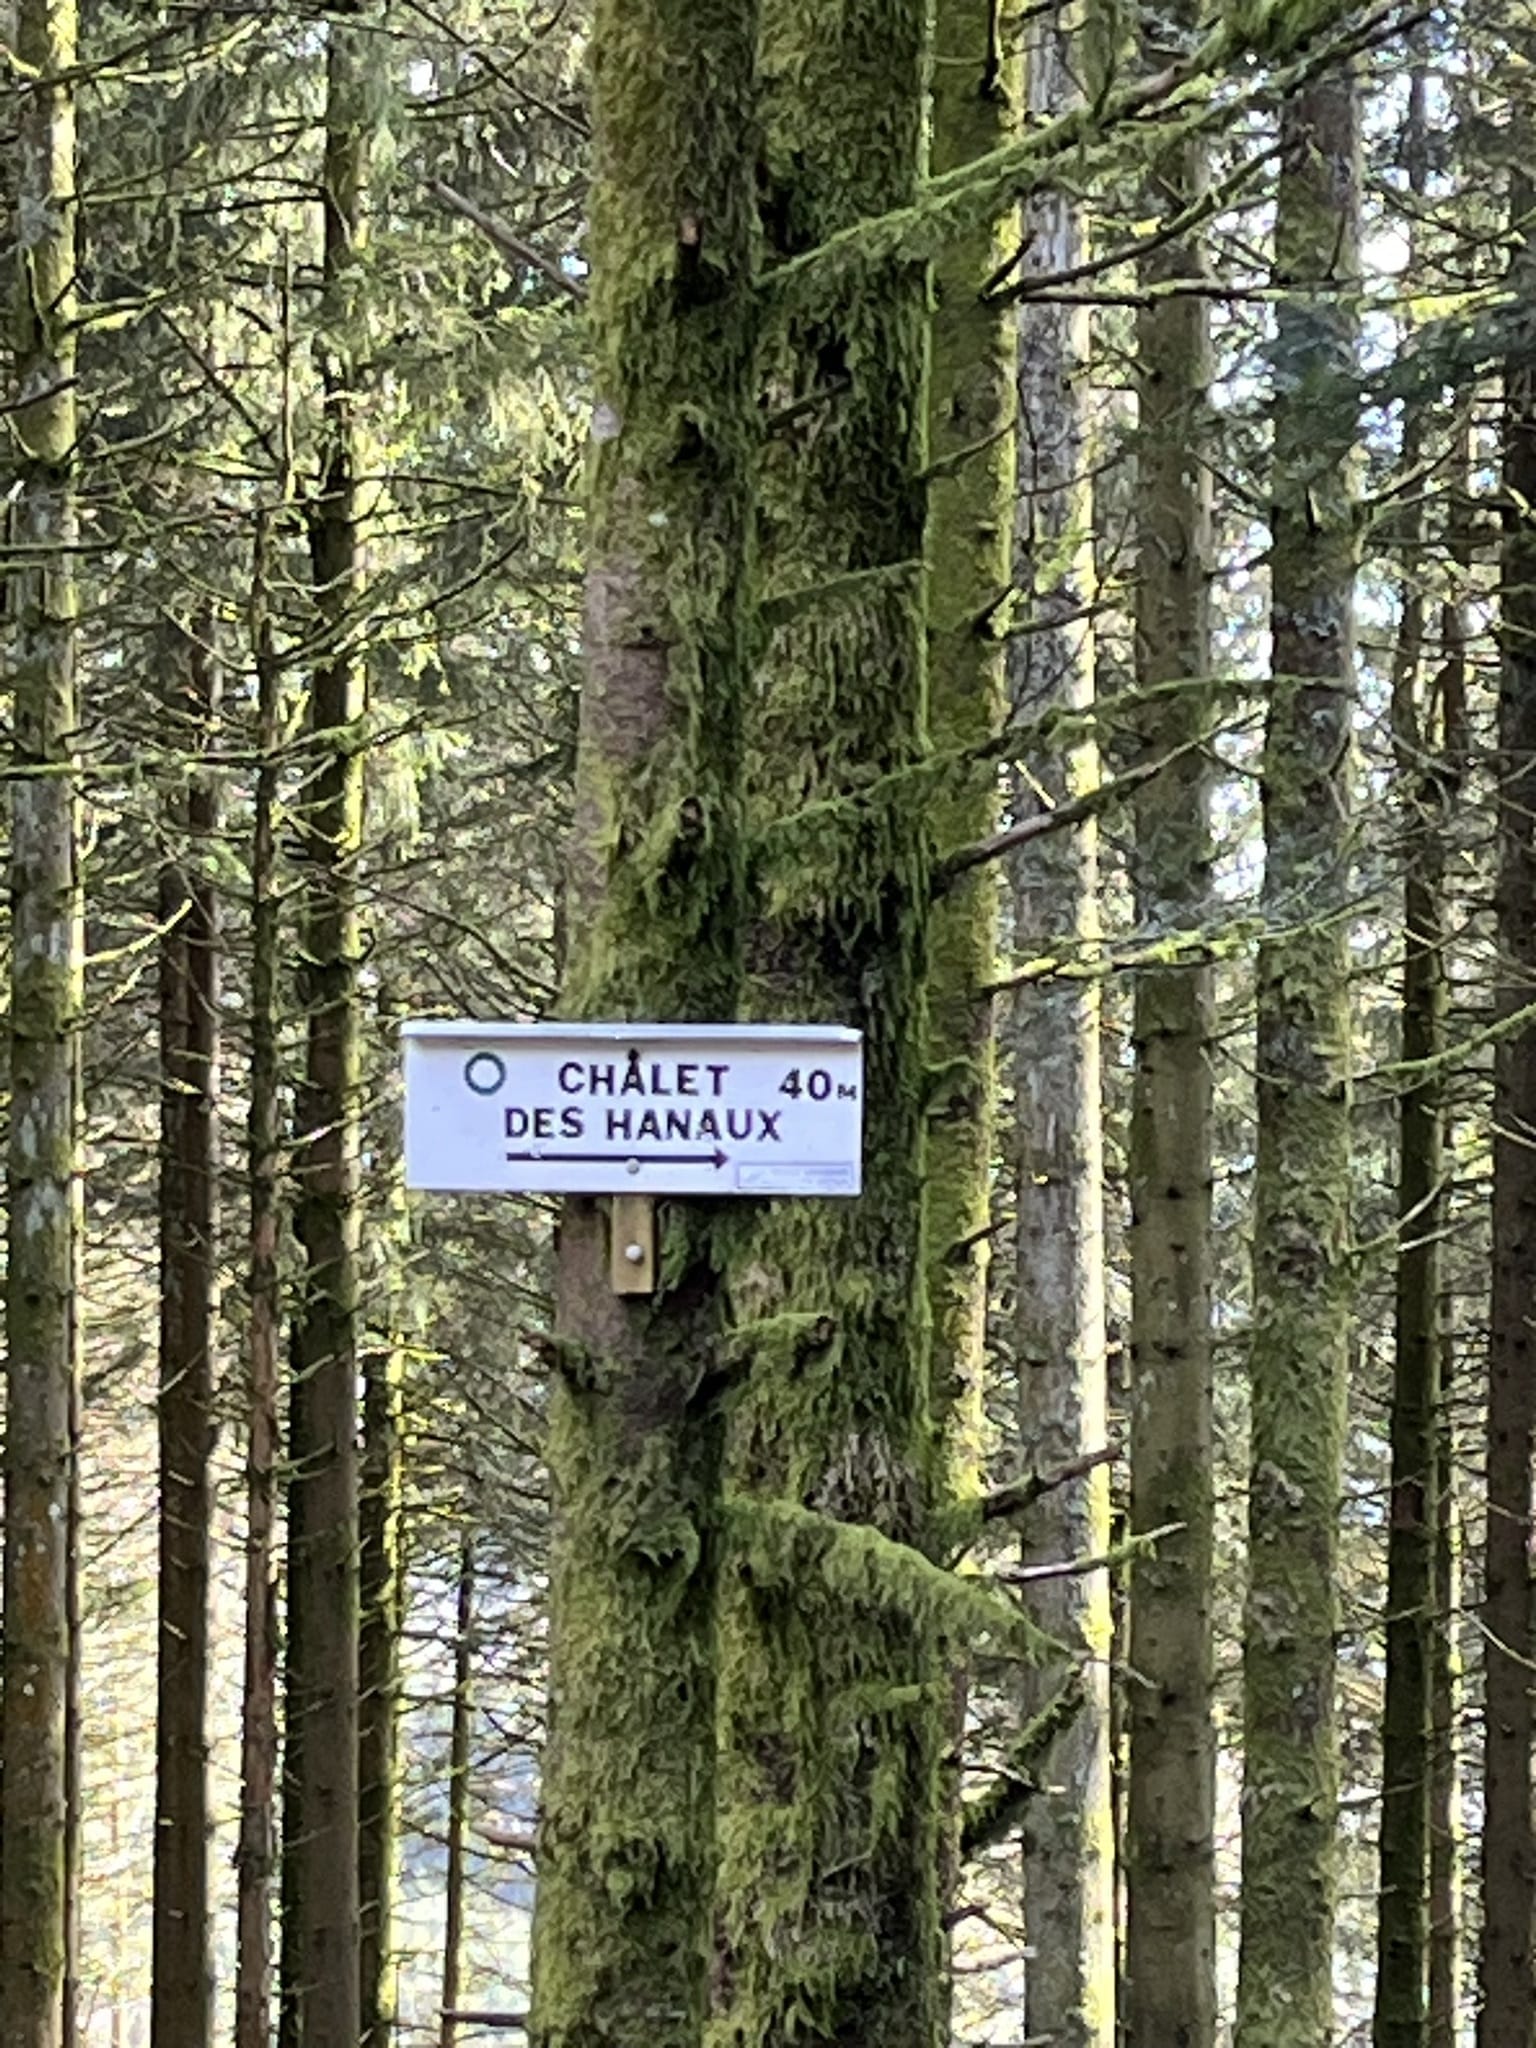 CHALET 40M
DES HANAUX